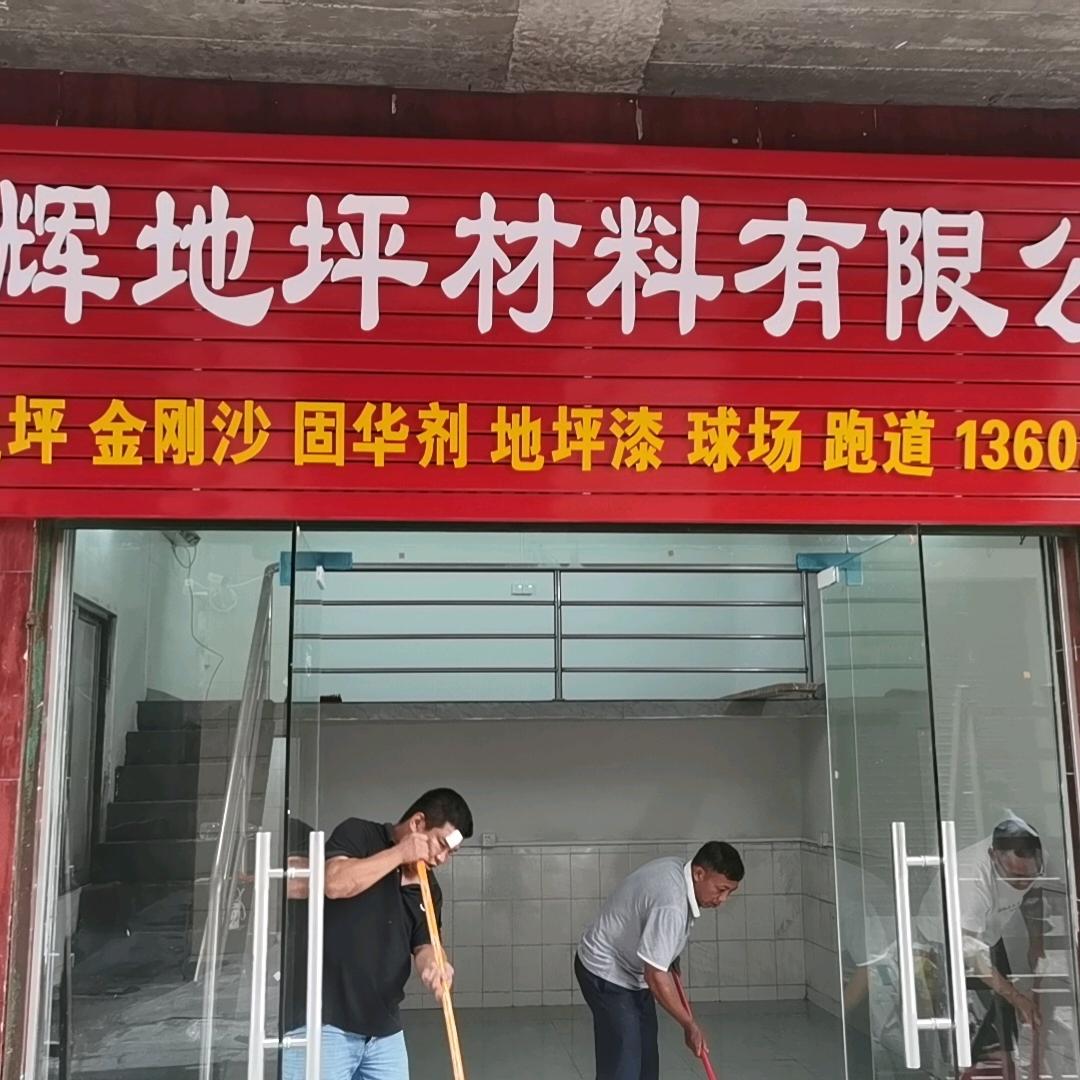 辉地坪材料有限公
坪 金刚沙 固华剂 地坪漆 球场 跑道 1360